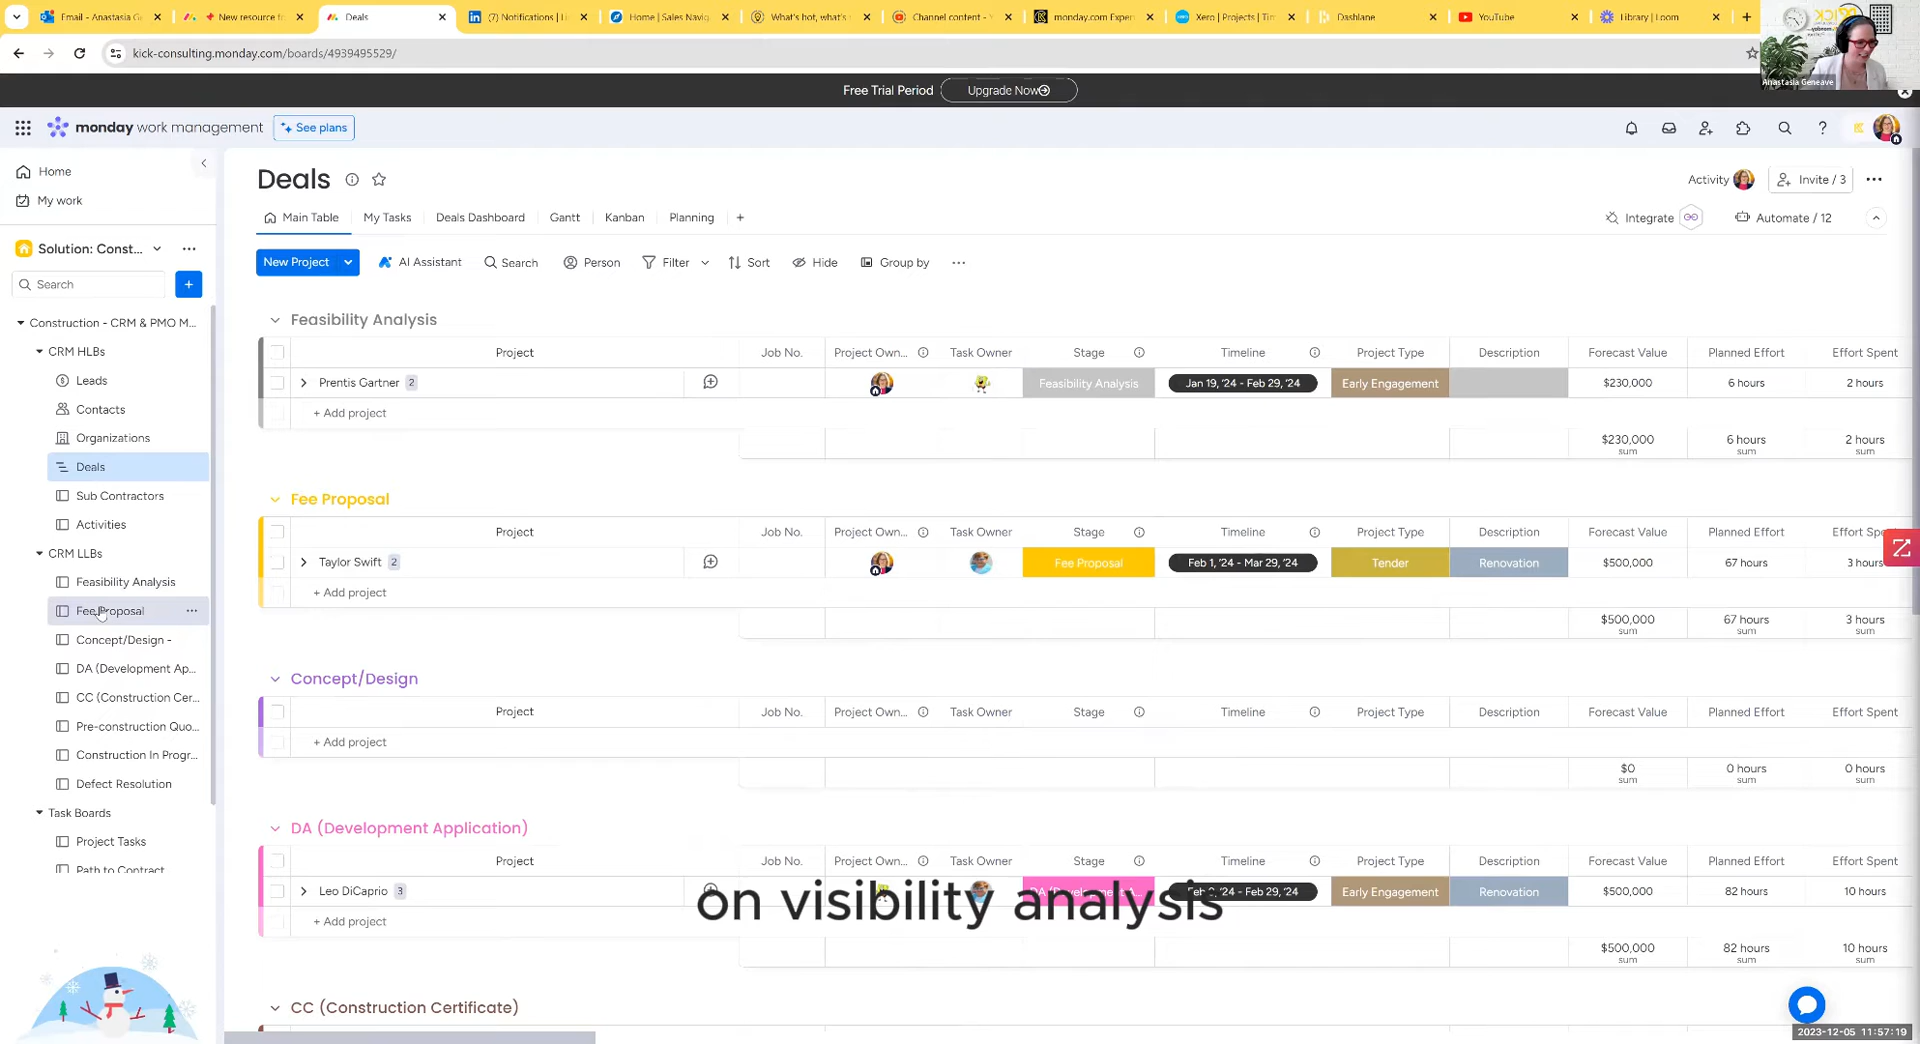 Email - Anastasia Ge
New resource f
Deals
(7) Notifications | Li
Home | Sales Navig
What's hot, what's
Channel content - Y
monday.com Exper
Xero | Projects | Tim
Dashlane
YouTube
Library | Loom
kick-consulting.monday.com/boards/4939495529/
Anastasia Geneave
Free Trial Period
Upgrade Now
monday work management
See plans
Home
My work
Solution: Const...
Search
Construction - CRM & PMO M...
CRM HLBs
Leads
Contacts
Organizations
Deals
Sub Contractors
Activities
CRM LLBs
Feasibility Analysis
Fee Proposal
Concept/Design -
DA (Development Ap...
CC (Construction Cer...
Pre-construction Quo...
Construction In Progr...
Defect Resolution
Task Boards
Project Tasks
Path to Contract
Deals
Activity
Invite / 3
Main Table My Tasks Deals Dashboard Gantt Kanban Planning +
Integrate
Automate / 12
New Project AI Assistant Search Person Filter Sort Hide Group by
Feasibility Analysis
Project Job No. Project Own... Task Owner Stage Timeline Project Type Description Forecast Value Planned Effort Effort Spent
Prentis Gartner 2 Feasibility Analysis Jan 19, '24 - Feb 29, '24 Early Engagement $230,000 6 hours 2 hours
+ Add project
$230,000 6 hours 2 hours
sum sum sum
Fee Proposal
Project Job No. Project Own... Task Owner Stage Timeline Project Type Description Forecast Value Planned Effort Effort Spent
Taylor Swift 2 Fee Proposal Feb 1, '24 - Mar 29, '24 Tender Renovation $500,000 67 hours 3 hours
+ Add project
$500,000 67 hours 3 hours
sum sum sum
Concept/Design
Project Job No. Project Own... Task Owner Stage Timeline Project Type Description Forecast Value Planned Effort Effort Spent
+ Add project
$0 0 hours 0 hours
sum sum sum
DA (Development Application)
Project Job No. Project Own... Task Owner Stage Timeline Project Type Description Forecast Value Planned Effort Effort Spent
Leo DiCaprio 3 - Feb 29, '24 Early Engagement Renovation $500,000 82 hours 10 hours
on visibility analysis
+ Add project
$500,000 82 hours 10 hours
sum sum sum
CC (Construction Certificate)
2023-12-05 11:57:19